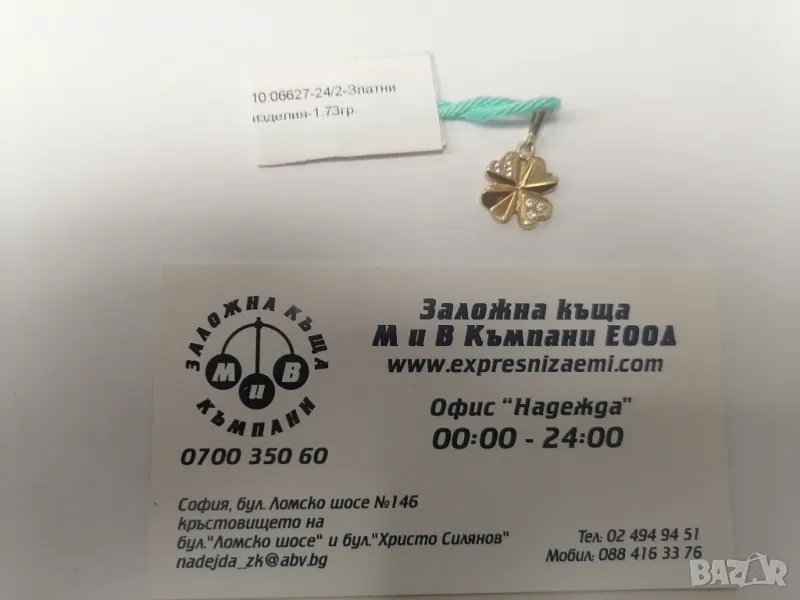 10.06627-24/2-Златни
изделия-1.73гр.
ЗАЛОЖНА КЪЩА
М и В
КЪМПАНИ
0700 350 60
Заложна къща
М и В Къмпани ЕООД
www.expresnizaemi.com
Офис "Надежда"
00:00 - 24:00
София, бул. Ломско шосе №146
кръстовището на
бул."Ломско шосе" и бул."Христо Силянов"
nadejda_zk@abv.bg
Тел: 02 494 94 51
Мобил: 088 416 33 76
BAZAR